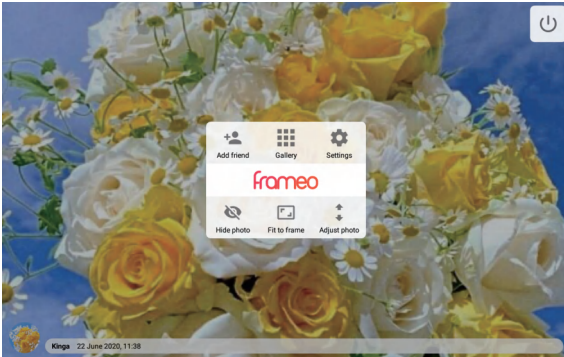 Add friend Gallery Settings
frameo
Hide photo Fit to frame Adjust photo
Kinga 22 June 2020, 11:38